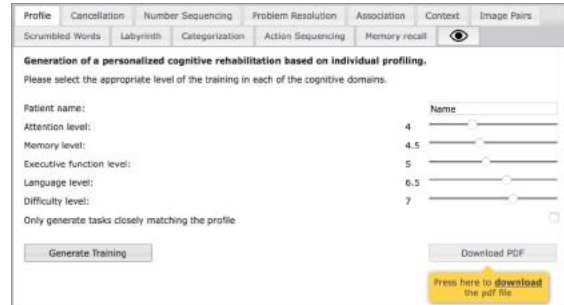 Profile Cancellation Number Sequencing Problem Resolution Association Context Image Pairs
Scrumbled Words Labyrinth Categorization Action Sequencing Memory recall
Generation of a personalized cognitive rehabilitation based on individual profiling.
Please select the appropriate level of the training in each of the cognitive domains.
Patient name: Name
Attention level: 4
Memory level: 4.5
Executive function level: 5
Language level: 6.5
Difficulty level: 7
Only generate tasks closely matching the profile
Generate Training Download PDF
Press here to download
the pdf file